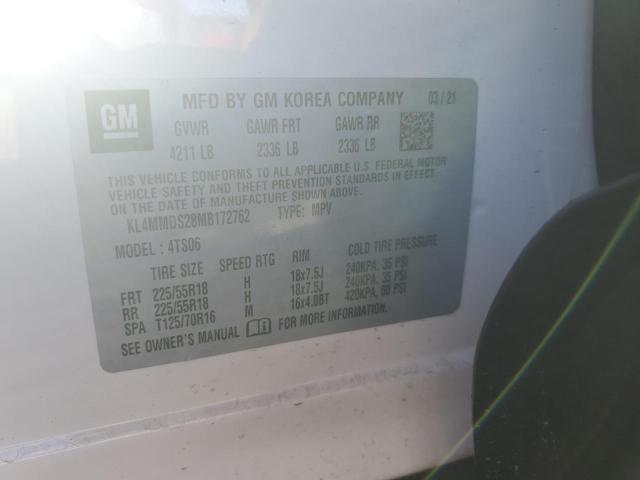 GM
MFD BY GM KOREA COMPANY 03/21
GVWR GAWR FRT GAWR RR
4211 LB 2336 LB 2336 LB
THIS VEHICLE CONFORMS TO ALL APPLICABLE U.S. FEDERAL MOTOR
VEHICLE SAFETY AND THEFT PREVENTION STANDARDS IN EFFECT
ON THE DATE OF MANUFACTURE SHOWN ABOVE.
KL4MMDS28MB172762 TYPE: MPV
MODEL: 4TS06
TIRE SIZE SPEED RTG RIM COLD TIRE PRESSURE
FRT 225/55R18 H 18x7.5J 240KPA, 35 PSI
RR 225/55R18 H 18x7.5J 240KPA, 35 PSI
SPA T125/70R16 M 16x4.0BT 420KPA, 60 PSI
SEE OWNER'S MANUAL FOR MORE INFORMATION.